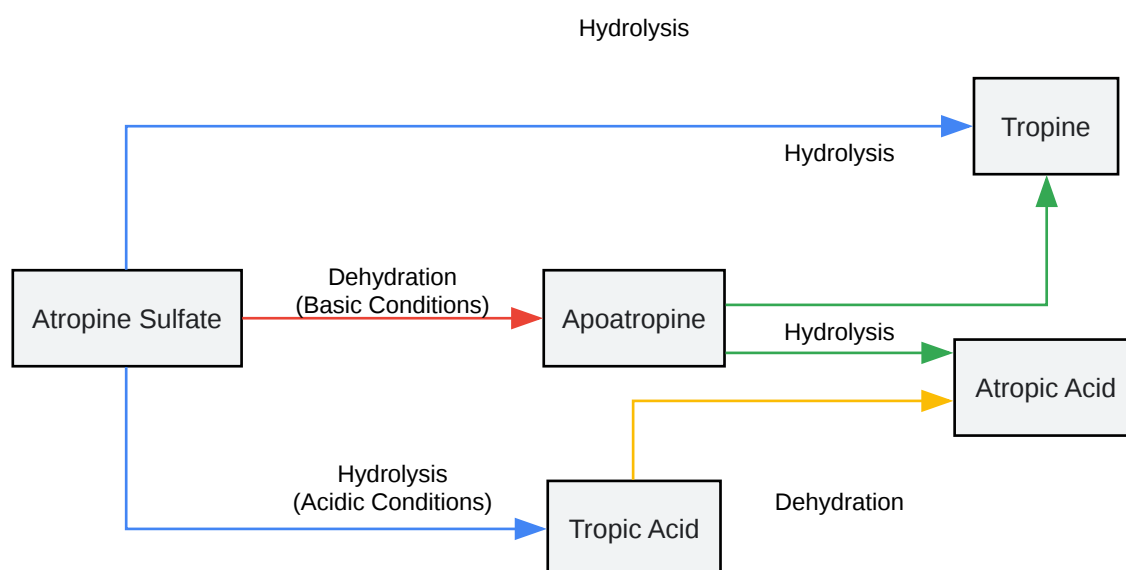 Hydrolysis
Tropine
Hydrolysis
Dehydration
(Basic Conditions)
Atropine Sulfate
Apoatropine
Hydrolysis
Atropic Acid
Hydrolysis
(Acidic Conditions)
Dehydration
Tropic Acid